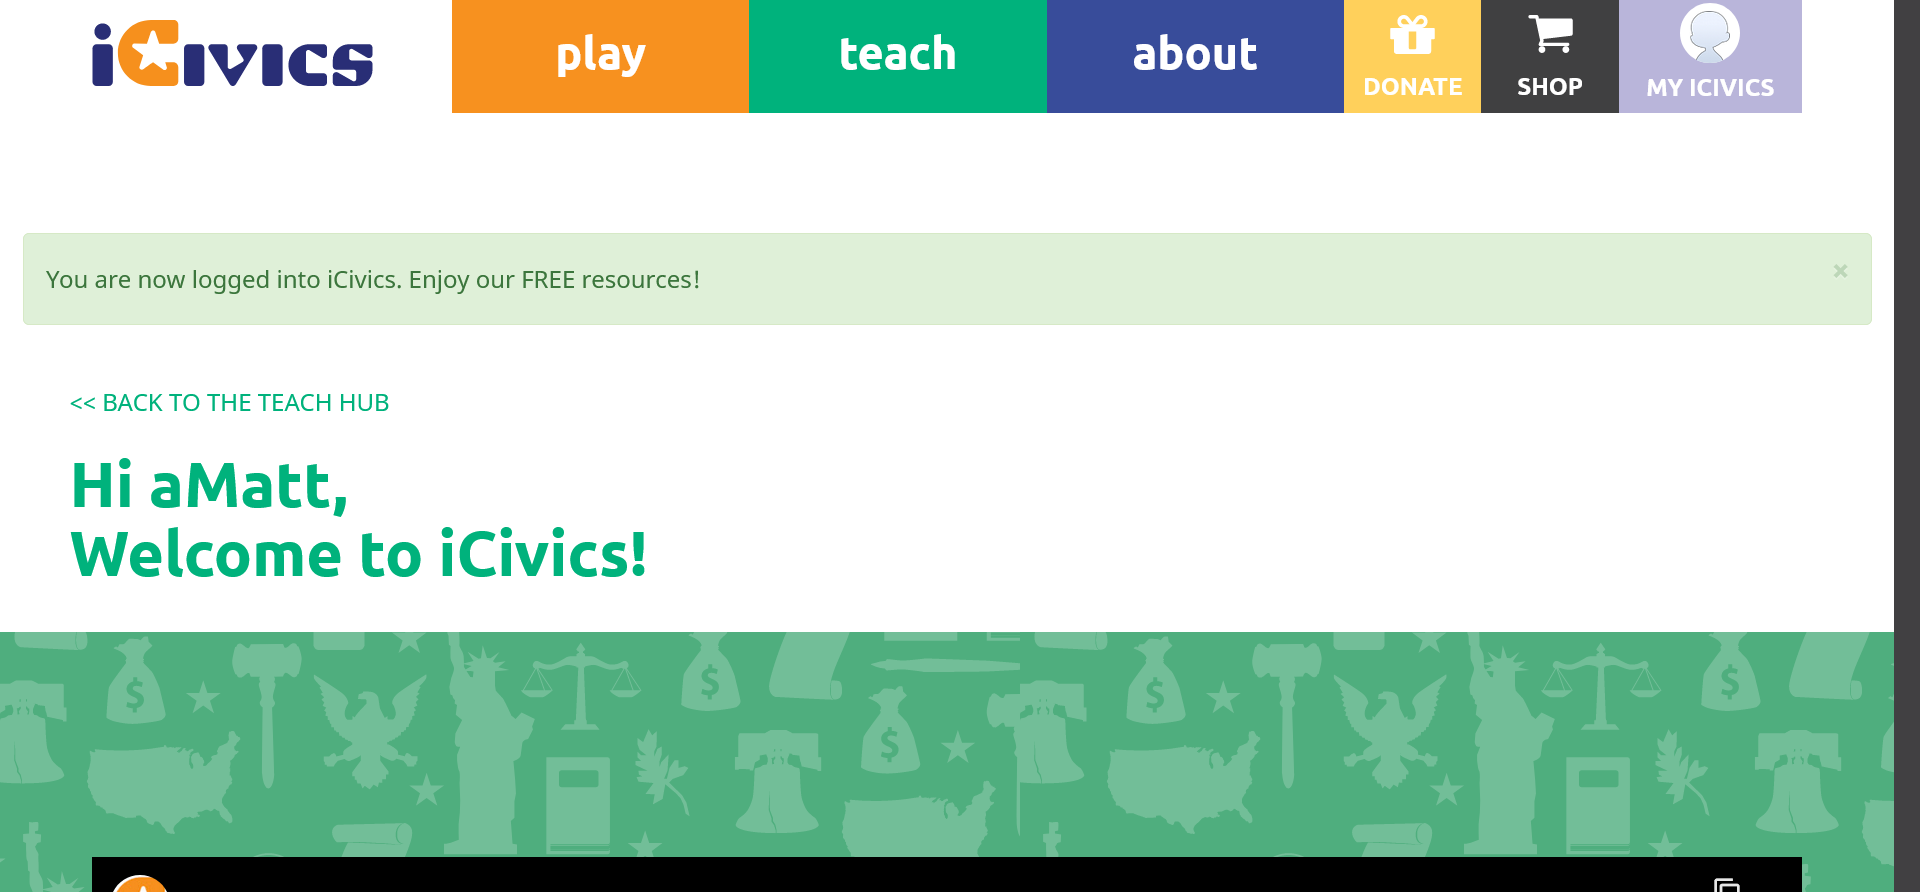 iCivics
play
teach
about
DONATE
SHOP
MY ICIVICS
You are now logged into iCivics. Enjoy our FREE resources!
×
<< BACK TO THE TEACH HUB
Hi aMatt,
Welcome to iCivics!